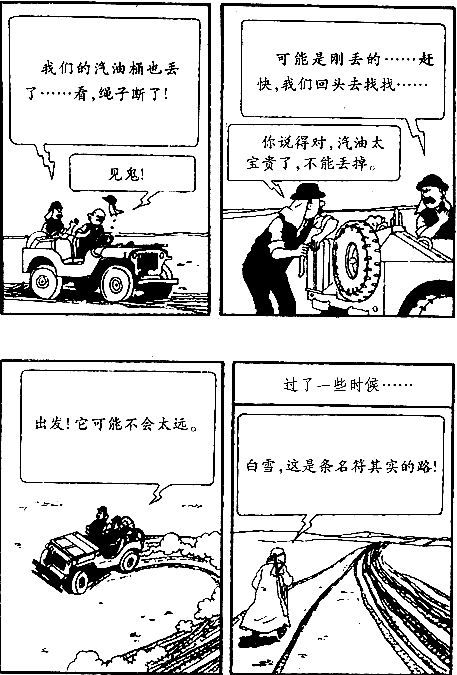 我们的汽油桶也丢
了……看,绳子断了!
见鬼!
可能是刚丢的……赶
快,我们回头去找找……
你说得对,汽油太
宝贵了,不能丢掉。
出发!它可能不会太远。
过了一些时候……
白雪,这是条名符其实的路!